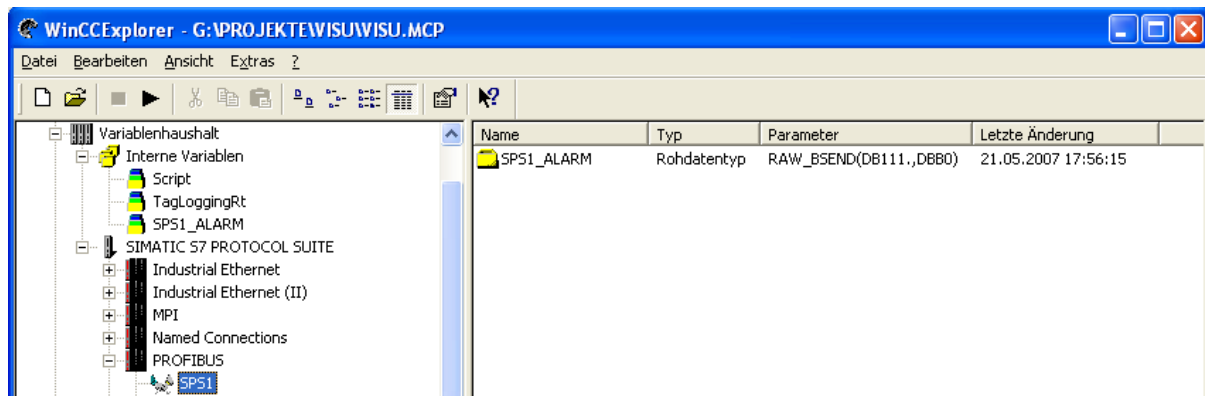 WinCCExplorer - G:\PROJEKTE\VISU\VISU.MCP
Datei Bearbeiten Ansicht Extras ?
Variablenhaushalt
Interne Variablen
Script
TagLoggingRt
SPS1_ALARM
SIMATIC S7 PROTOCOL SUITE
Industrial Ethernet
Industrial Ethernet (II)
MPI
Named Connections
PROFIBUS
SPS1
Name Typ Parameter Letzte Änderung
SPS1_ALARM Rohdatentyp RAW_BSEND(DB111.,DBB0) 21.05.2007 17:56:15